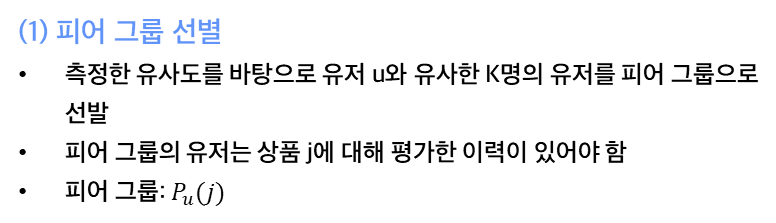 (1) 피어 그룹 선별
• 측정한 유사도를 바탕으로 유저 u와 유사한 K명의 유저를 피어 그룹으로
선발
• 피어 그룹의 유저는 상품 j에 대해 평가한 이력이 있어야 함
• 피어 그룹: P_u(j)